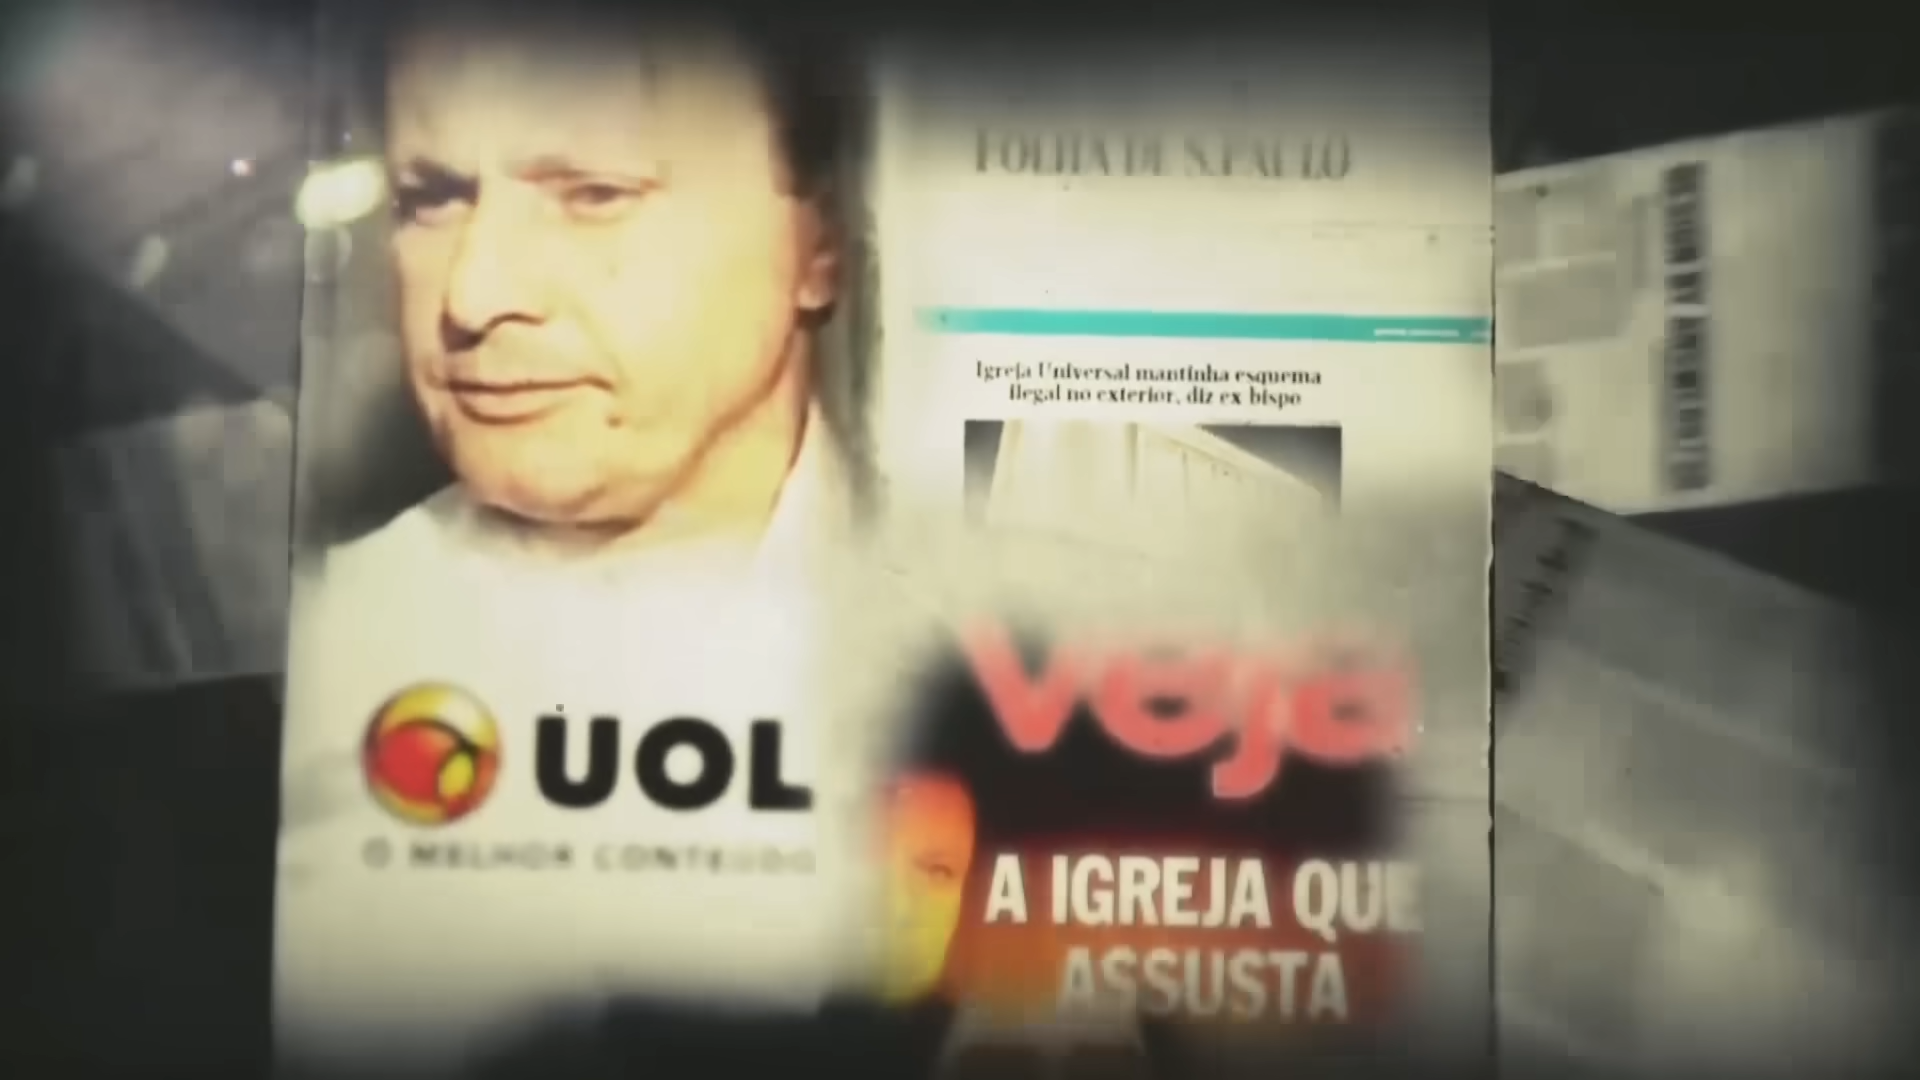 FOLHA DE S.PAULO
Igreja Universal mantinha esquema
ilegal no exterior, diz ex bispo
UOL
O MELHOR CONTEÚDO
veja
A IGREJA QUE
ASSUSTA